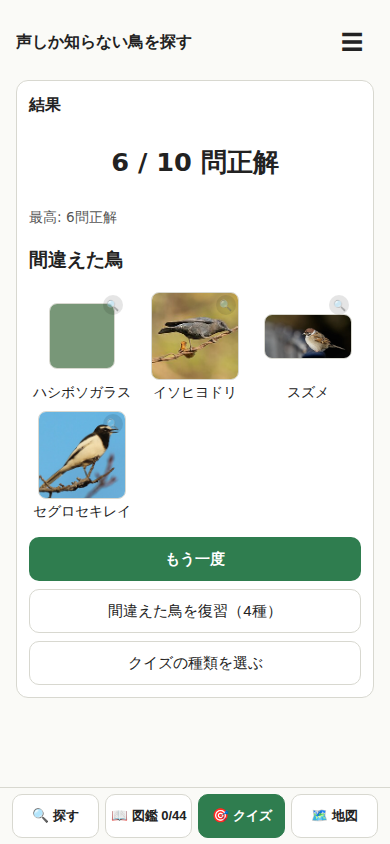 声しか知らない鳥を探す
結果
6 / 10 問正解
最高: 6問正解
間違えた鳥
ハシボソガラス
イソヒヨドリ
スズメ
セグロセキレイ
もう一度
間違えた鳥を復習（4種）
クイズの種類を選ぶ
探す
図鑑 0/44
クイズ
地図